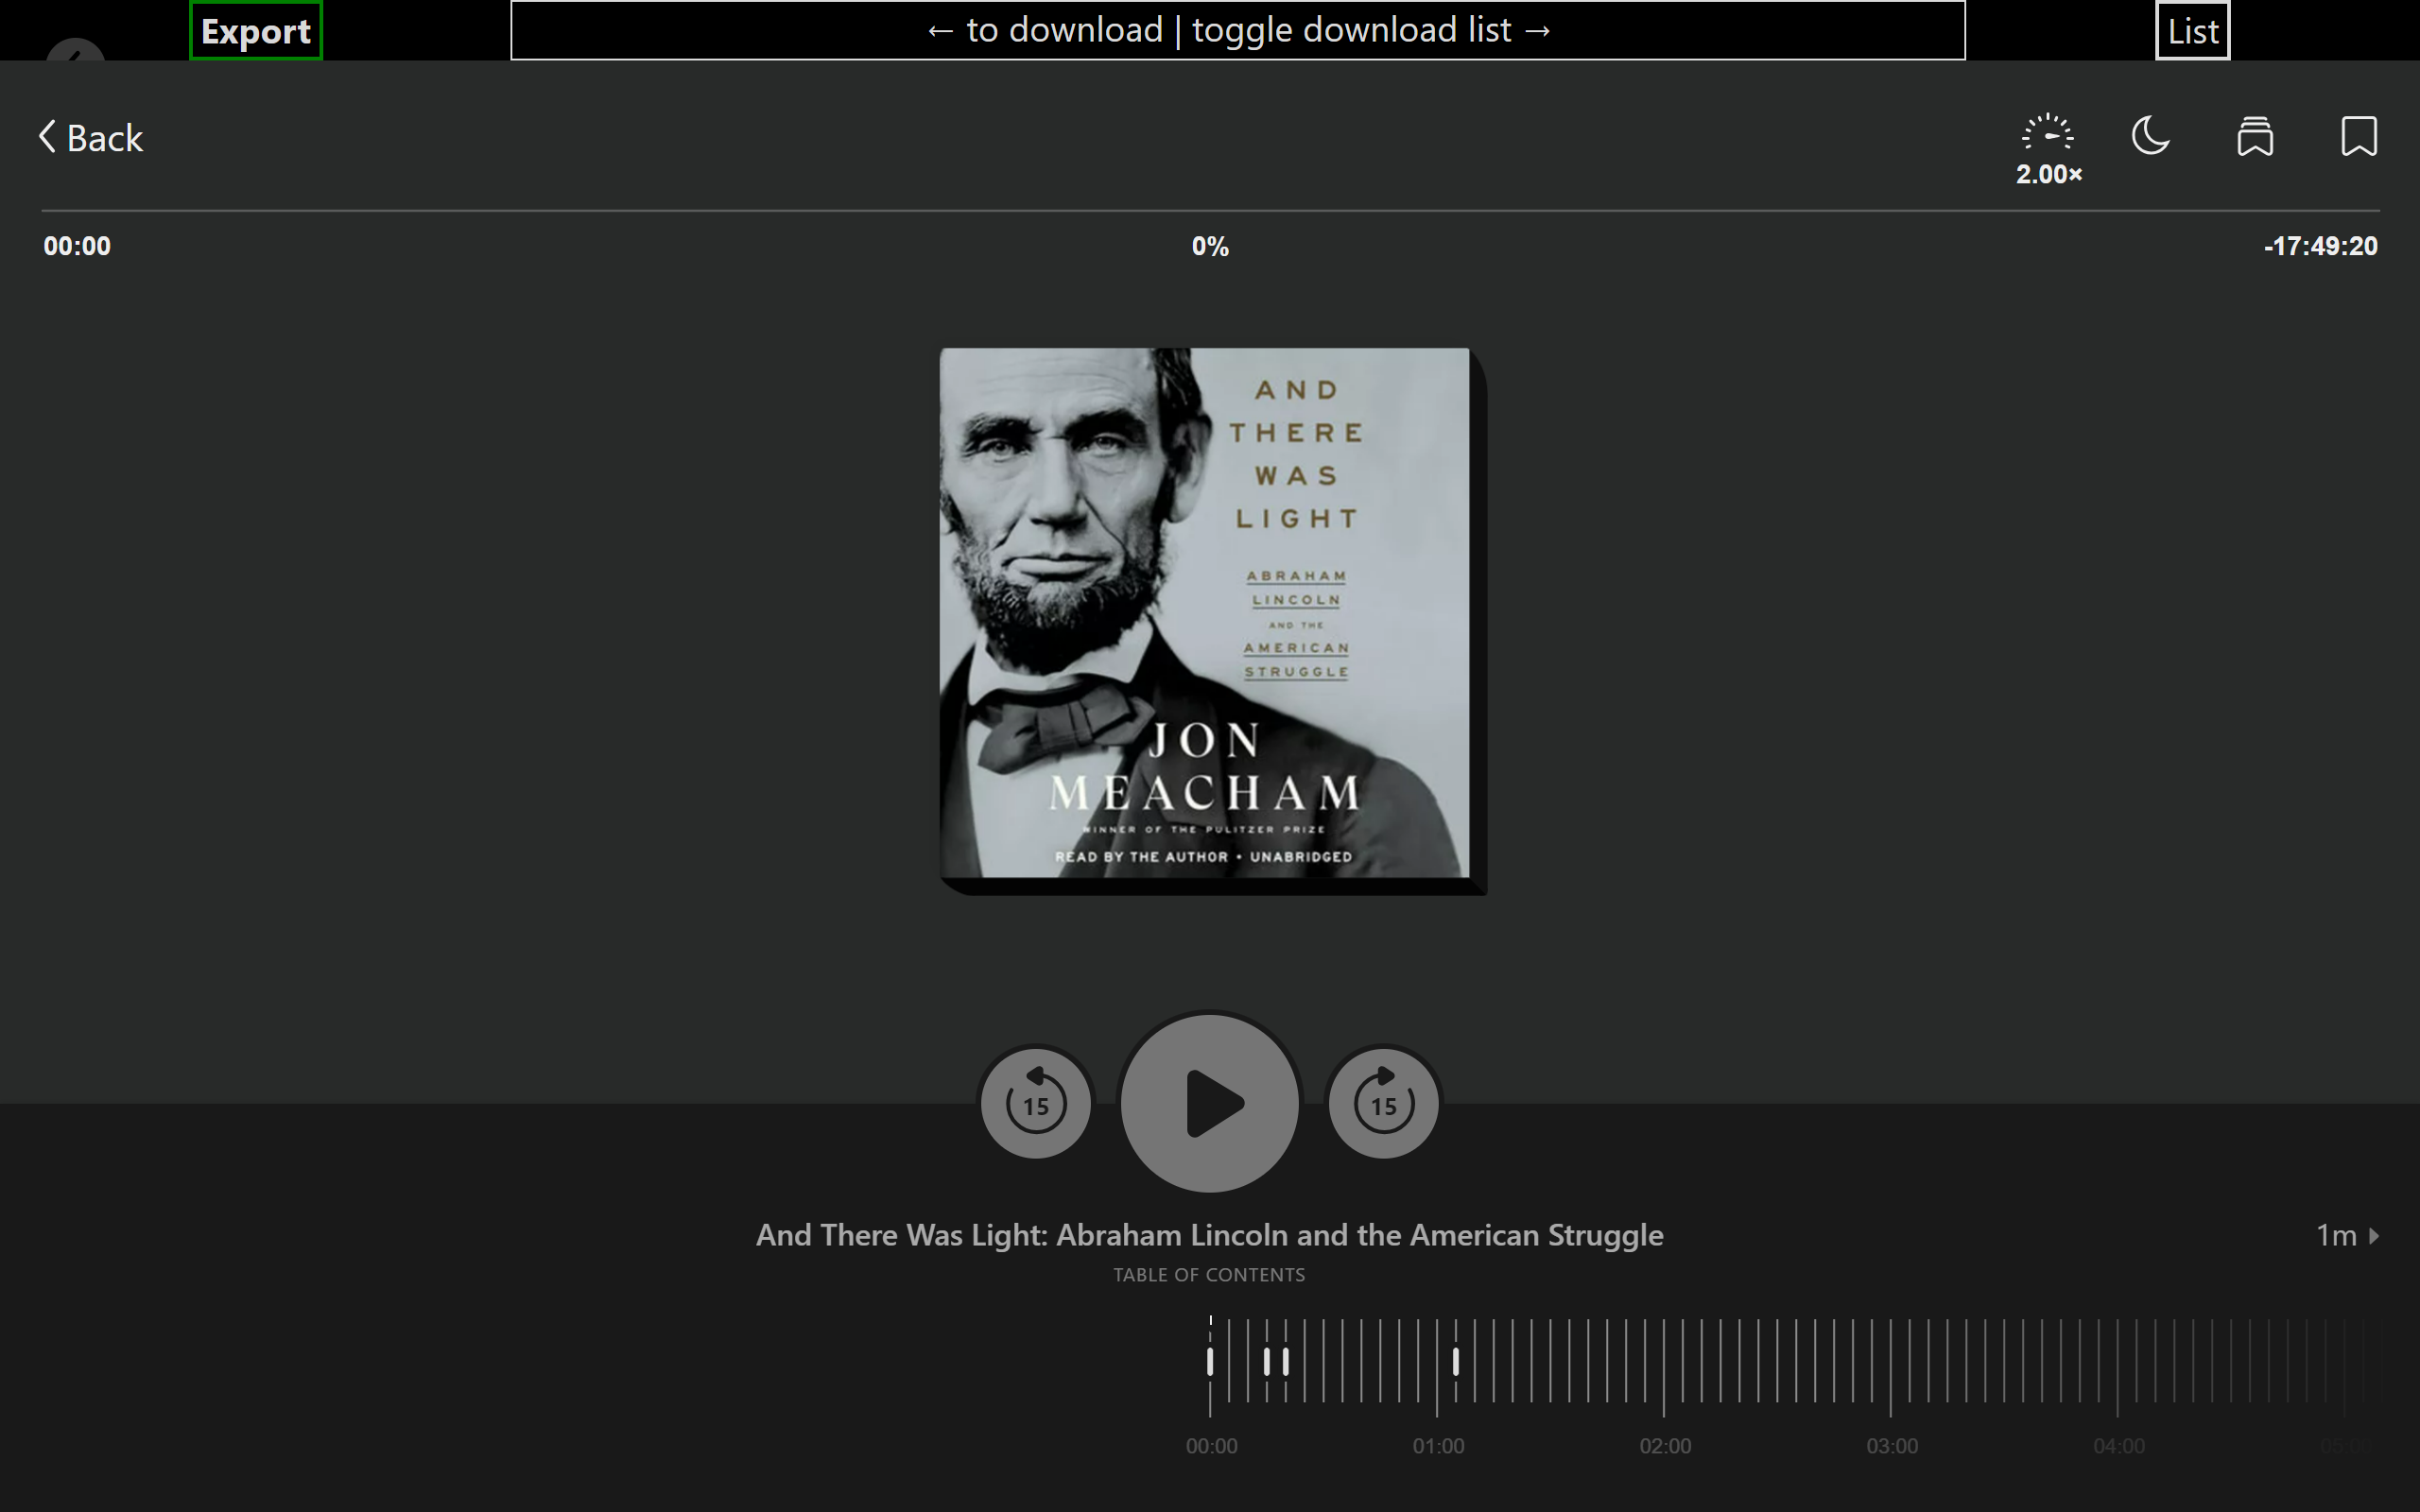 Export
← to download | toggle download list →
List
Back
2.00×
00:00
0%
-17:49:20
AND
THERE
WAS
LIGHT
ABRAHAM
LINCOLN
AND THE
AMERICAN
STRUGGLE
JON
MEACHAM
WINNER OF THE PULITZER PRIZE
READ BY THE AUTHOR • UNABRIDGED
15
15
And There Was Light: Abraham Lincoln and the American Struggle
1m
TABLE OF CONTENTS
00:00
01:00
02:00
03:00
04:00
05:00